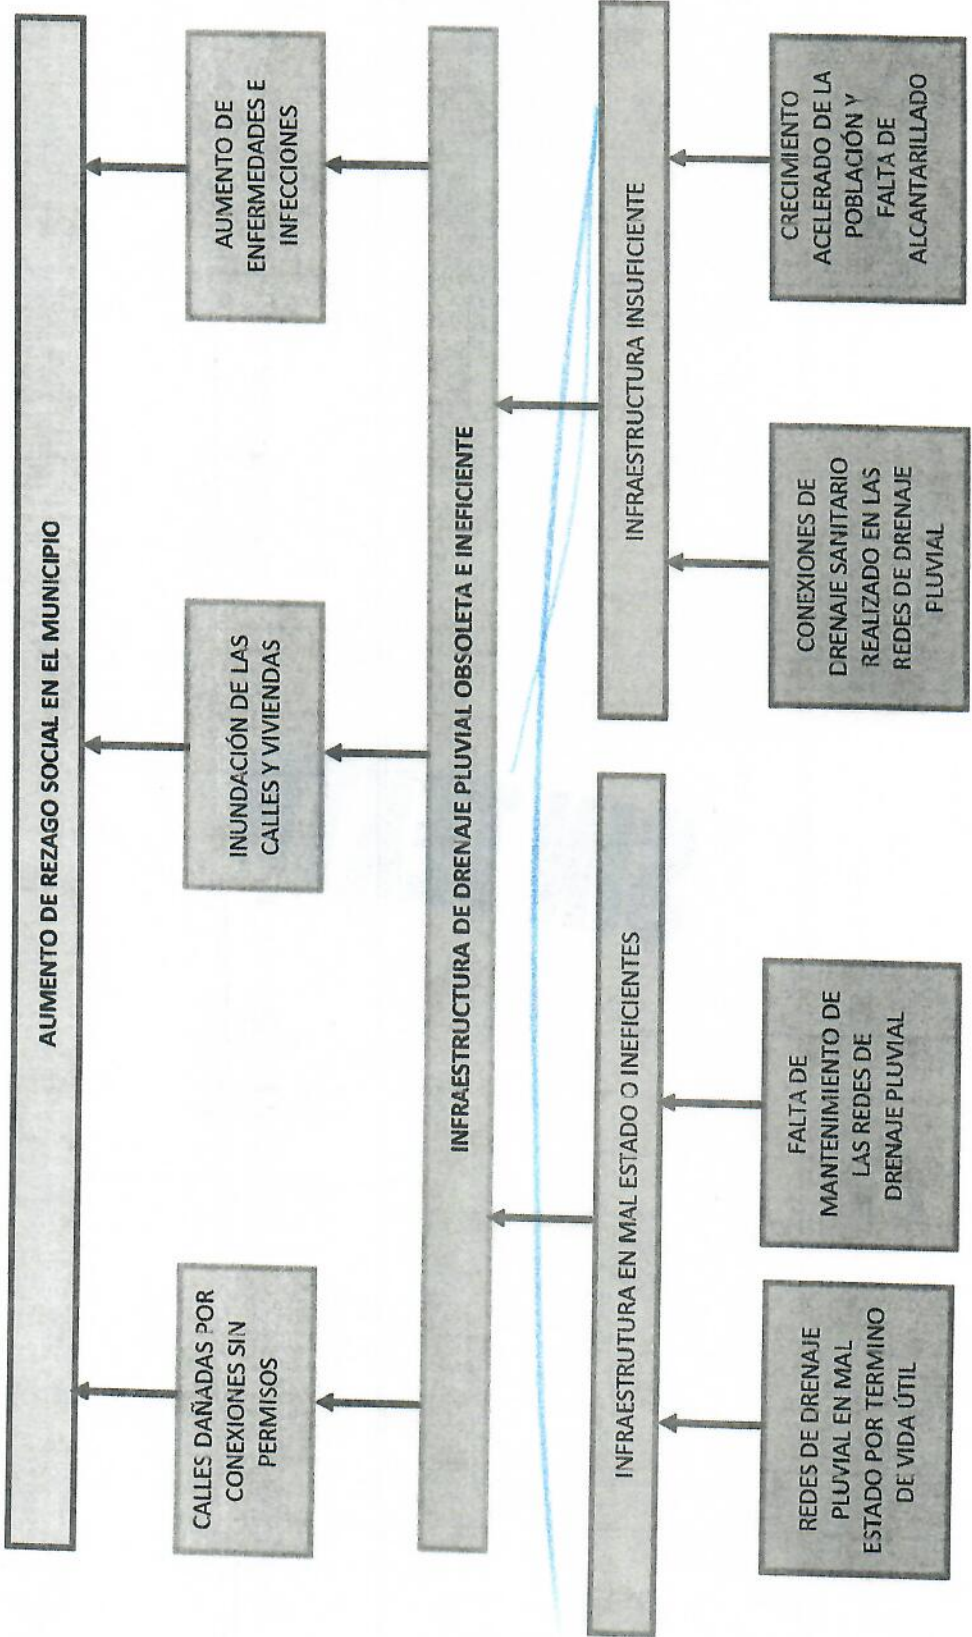 AUMENTO DE REZAGO SOCIAL EN EL MUNICIPIO
CALLES DAÑADAS POR
CONEXIONES SIN
PERMISOS
INUNDACIÓN DE LAS
CALLES Y VIVIENDAS
AUMENTO DE
ENFERMEDADES E
INFECCIONES
INFRAESTRUCTURA DE DRENAJE PLUVIAL OBSOLETA E INEFICIENTE
INFRAESTRUTURA EN MAL ESTADO O INEFICIENTES
INFRAESTRUCTURA INSUFICIENTE
REDES DE DRENAJE
PLUVIAL EN MAL
ESTADO POR TERMINO
DE VIDA ÚTIL
FALTA DE
MANTENIMIENTO DE
LAS REDES DE
DRENAJE PLUVIAL
CONEXIONES DE
DRENAJE SANITARIO
REALIZADO EN LAS
REDES DE DRENAJE
PLUVIAL
CRECIMIENTO
ACELERADO DE LA
POBLACIÓN Y
FALTA DE
ALCANTARILLADO